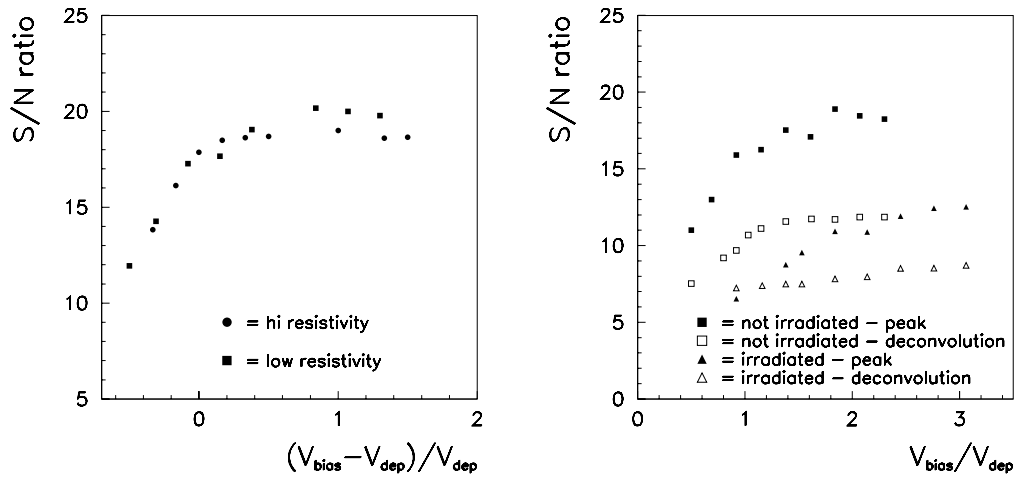 S/N ratio
25
20
15
10
5
0
1
2
(V_bias−V_dep)/V_dep
● = hi resistivity
■ = low resistivity
S/N ratio
25
20
15
10
5
0
0
1
2
3
V_bias/V_dep
■ = not irradiated − peak
□ = not irradiated − deconvolution
▲ = irradiated − peak
△ = irradiated − deconvolution